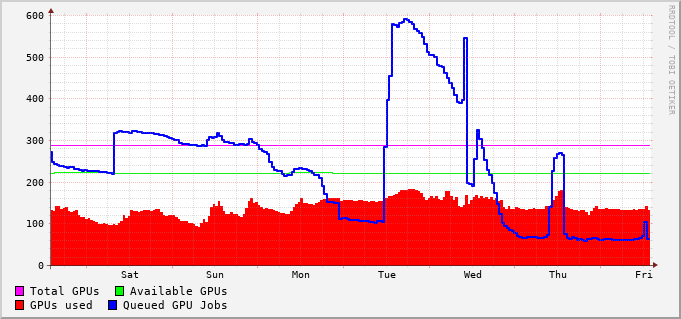 600
500
400
300
200
100
0
Sat Sun Mon Tue Wed Thu Fri
Total GPUs Available GPUs
GPUs used Queued GPU Jobs
RRDTOOL / TOBI OETIKER